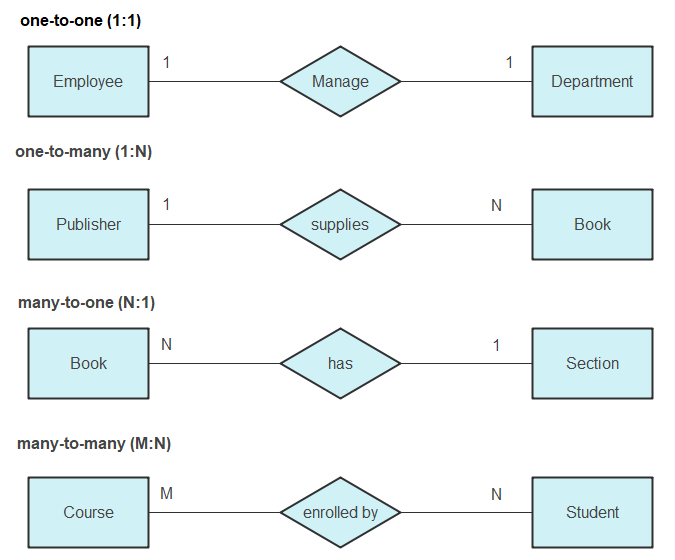 one-to-one (1:1)
Employee 1 Manage 1 Department
one-to-many (1:N)
Publisher 1 supplies N Book
many-to-one (N:1)
Book N has 1 Section
many-to-many (M:N)
Course M enrolled by N Student